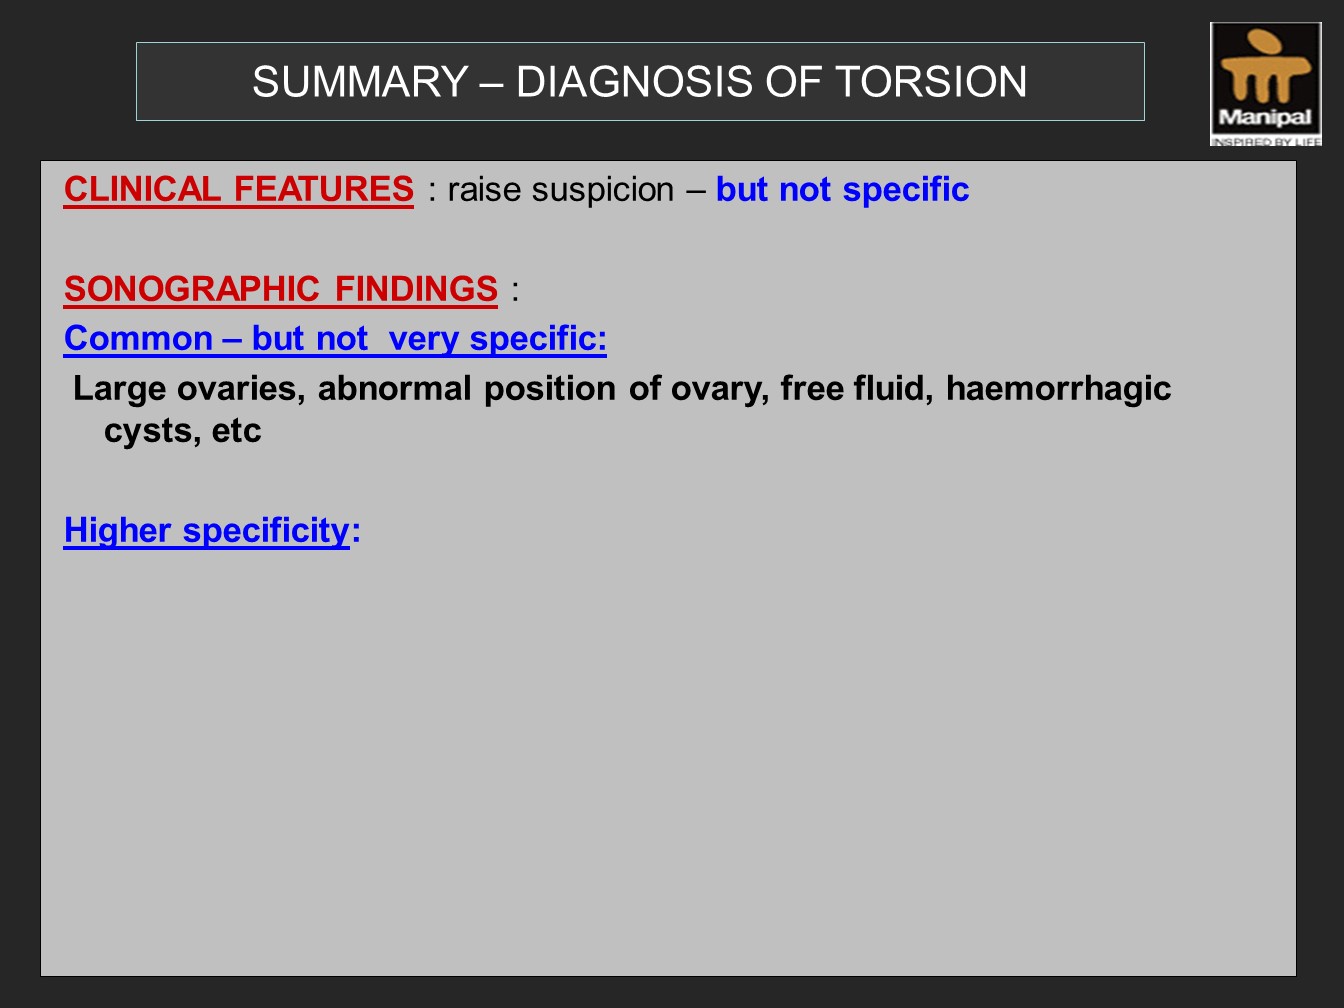 SUMMARY – DIAGNOSIS OF TORSION
Manipal
INSPIRED BY LIFE
CLINICAL FEATURES : raise suspicion – but not specific
SONOGRAPHIC FINDINGS :
Common – but not very specific:
Large ovaries, abnormal position of ovary, free fluid, haemorrhagic
cysts, etc
Higher specificity: